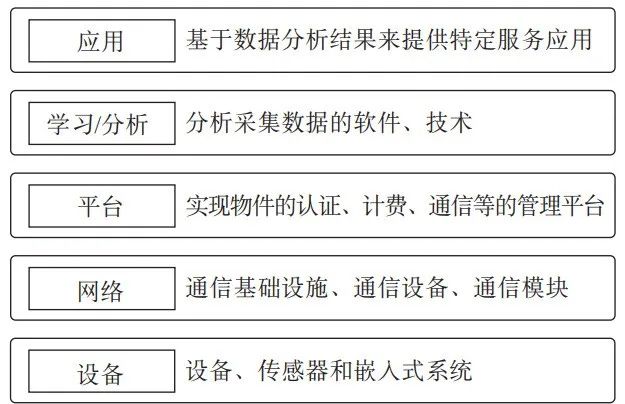 应用 基于数据分析结果来提供特定服务应用
学习/分析 分析采集数据的软件、技术
平台 实现物件的认证、计费、通信等的管理平台
网络 通信基础设施、通信设备、通信模块
设备 设备、传感器和嵌入式系统